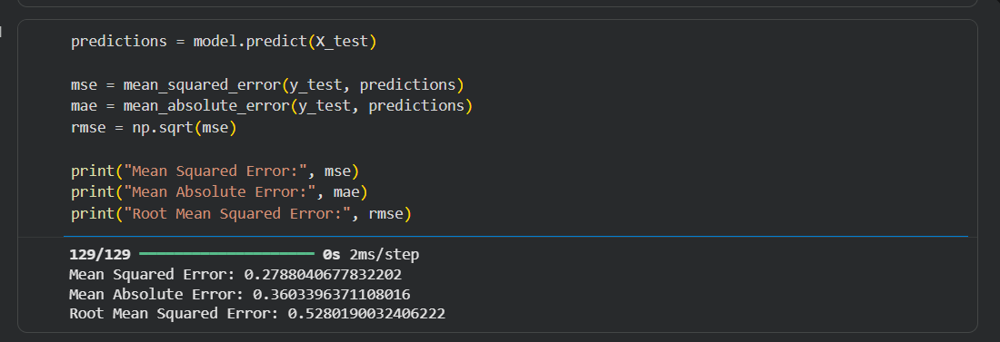 predictions = model.predict(X_test)
mse = mean_squared_error(y_test, predictions)
mae = mean_absolute_error(y_test, predictions)
rmse = np.sqrt(mse)
print("Mean Squared Error:", mse)
print("Mean Absolute Error:", mae)
print("Root Mean Squared Error:", rmse)
129/129 ━━━━━━━━━━━━━━━━━━━━ 0s 2ms/step
Mean Squared Error: 0.2788040677832202
Mean Absolute Error: 0.3603396371108016
Root Mean Squared Error: 0.5280190032406222